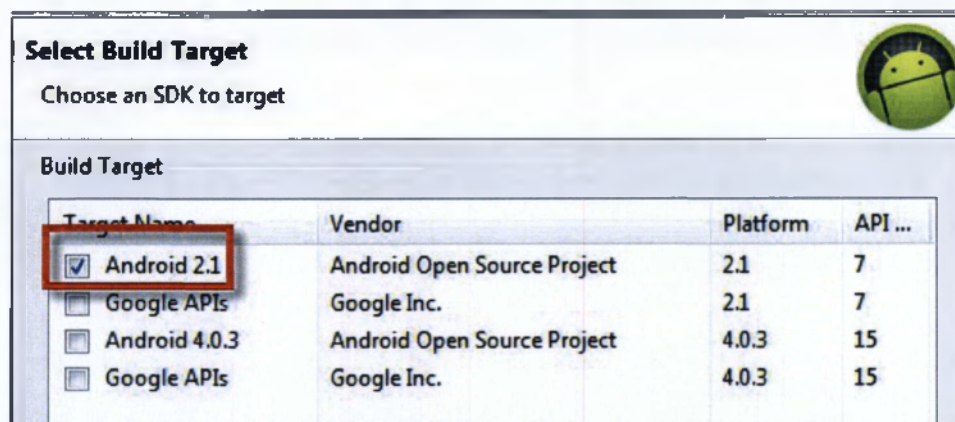 Select Build Target
Choose an SDK to target
Build Target
Target Name Vendor Platform API ...
Android 2.1 Android Open Source Project 2.1 7
Google APIs Google Inc. 2.1 7
Android 4.0.3 Android Open Source Project 4.0.3 15
Google APIs Google Inc. 4.0.3 15